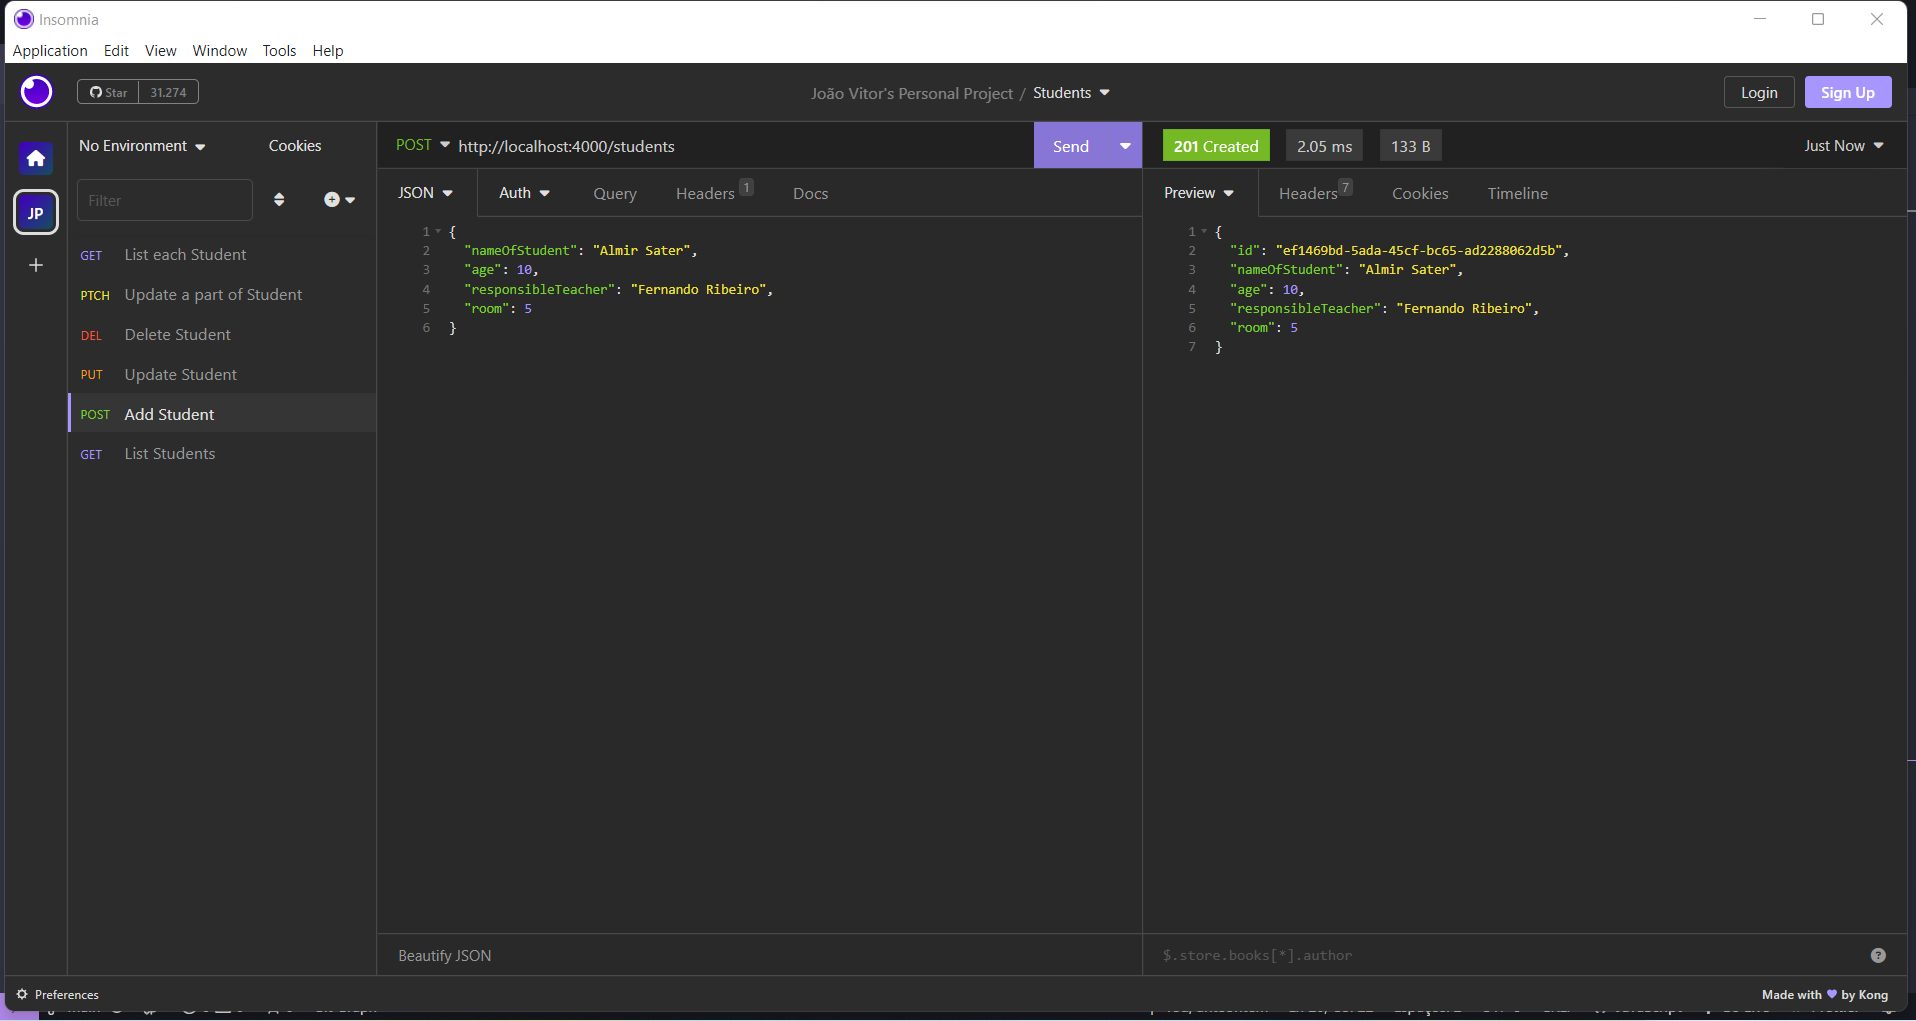 Insomnia
Application Edit View Window Tools Help
Star 31.274
João Vitor's Personal Project / Students
Login Sign Up
No Environment Cookies
POST http://localhost:4000/students Send
201 Created 2.05 ms 133 B Just Now
JP
Filter
JSON Auth Query Headers 1 Docs
Preview Headers 7 Cookies Timeline
GET List each Student
PTCH Update a part of Student
DEL Delete Student
PUT Update Student
POST Add Student
GET List Students
1 {
2 "nameOfStudent": "Almir Sater",
3 "age": 10,
4 "responsibleTeacher": "Fernando Ribeiro",
5 "room": 5
6 }
1 {
2 "id": "ef1469bd-5ada-45cf-bc65-ad2288062d5b",
3 "nameOfStudent": "Almir Sater",
4 "age": 10,
5 "responsibleTeacher": "Fernando Ribeiro",
6 "room": 5
7 }
Beautify JSON
$.store.books[*].author
Preferences
Made with by Kong